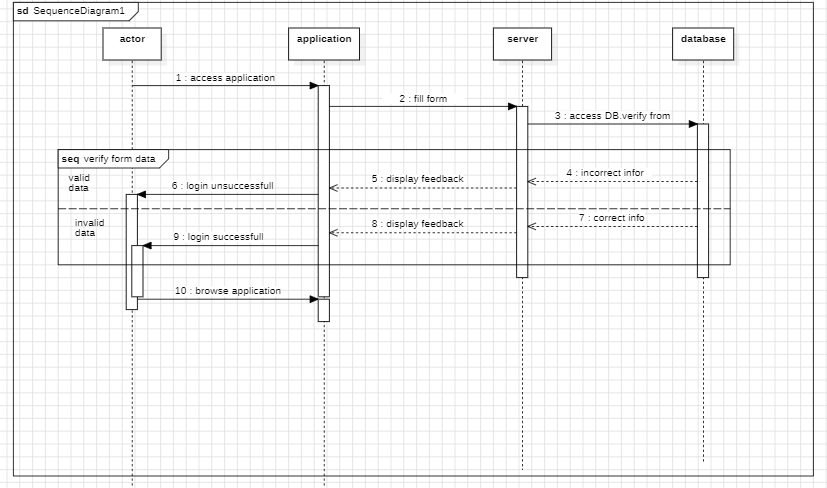 sd SequenceDiagram1
actor
application
server
database
1 : access application
2 : fill form
3 : access DB.verify from
seq verify form data
valid
data
4 : incorrect infor
5 : display feedback
6 : login unsuccessfull
invalid
data
7 : correct info
8 : display feedback
9 : login successfull
10 : browse application